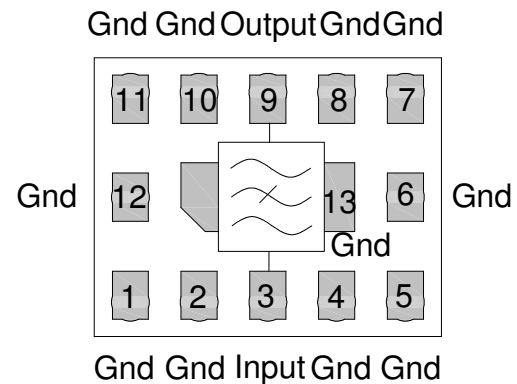 Gnd Gnd Output Gnd Gnd
11 10 9 8 7
Gnd 12 13 6 Gnd
Gnd
1 2 3 4 5
Gnd Gnd Input Gnd Gnd